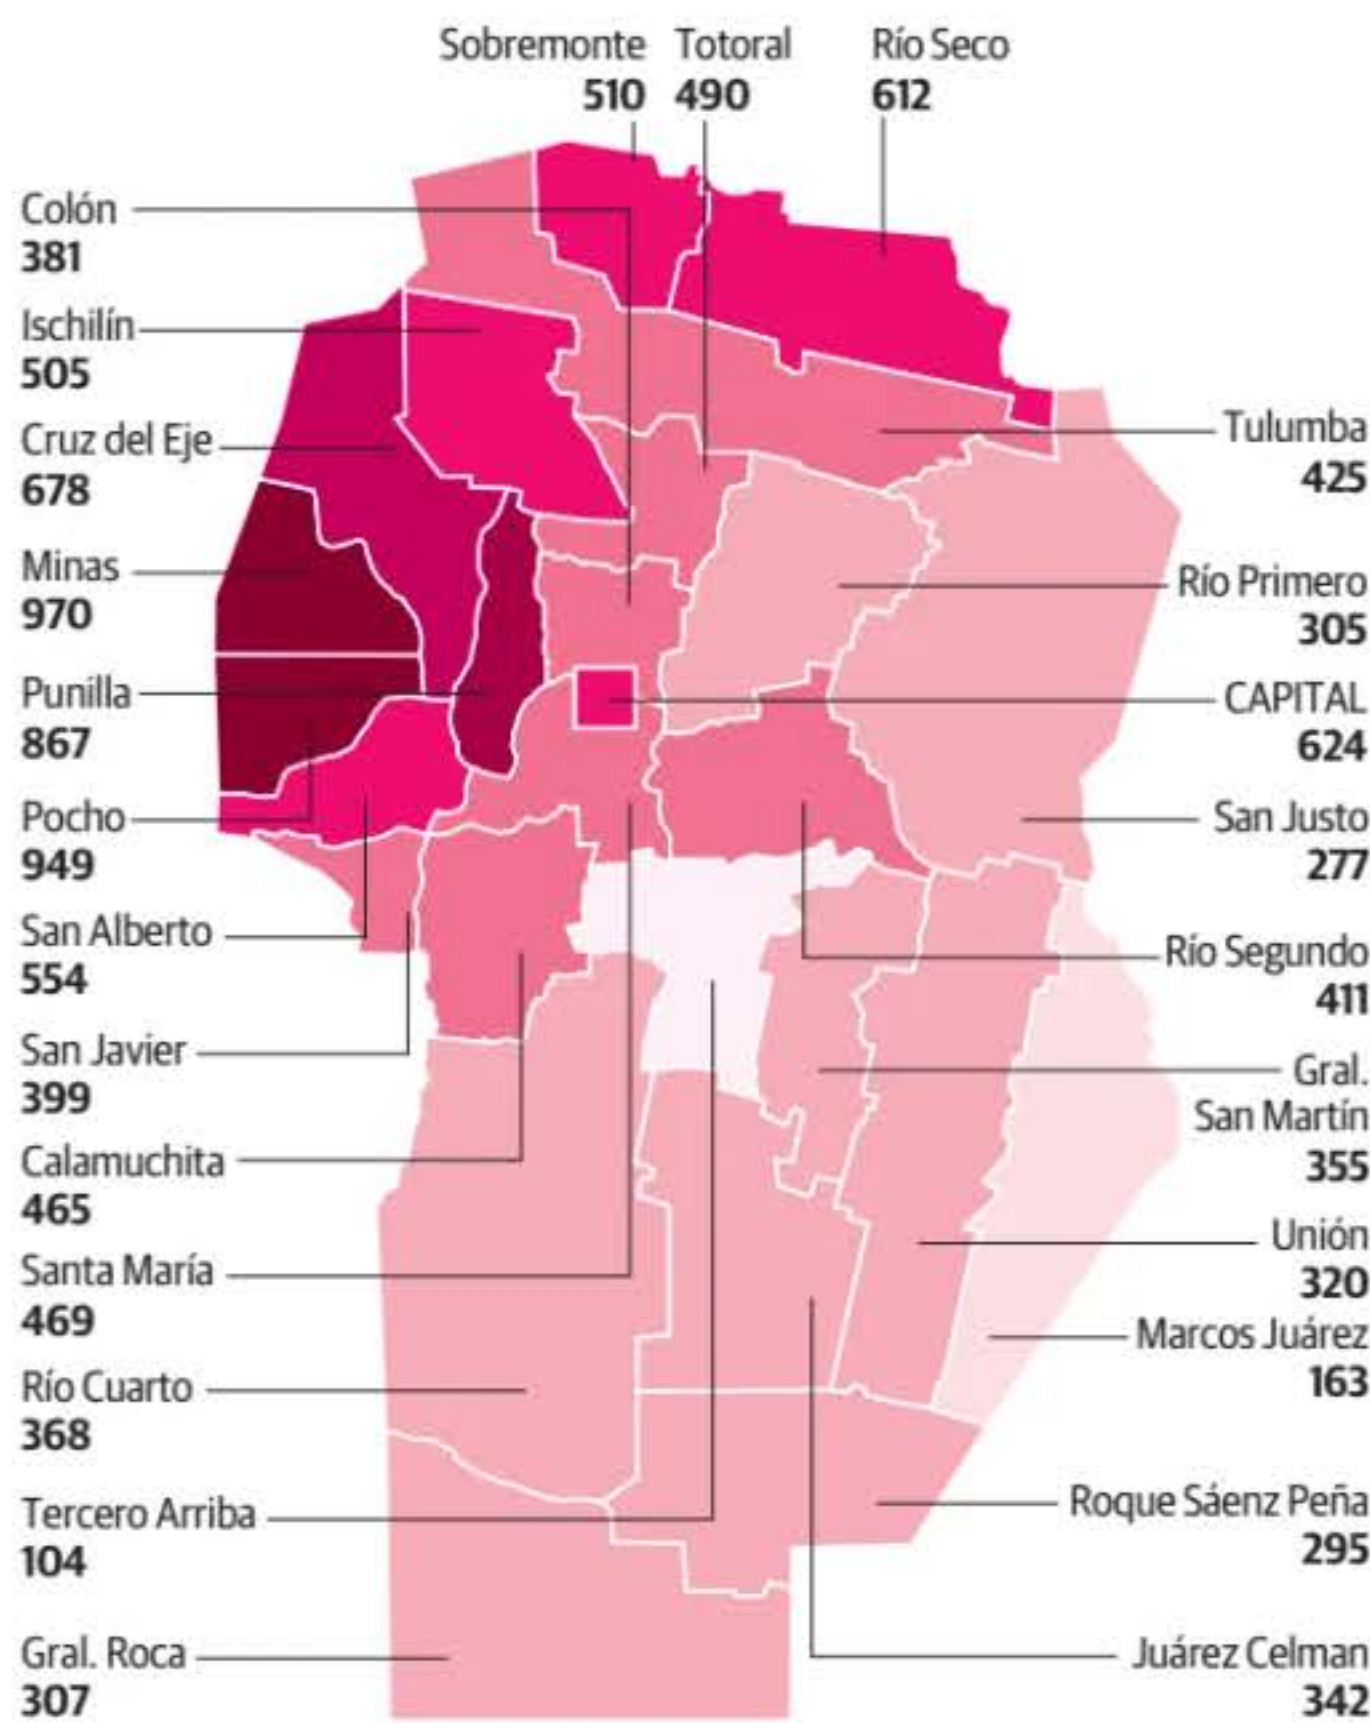 Sobremonte
510
Totoral
490
Río Seco
612
Colón
381
Ischilín
505
Cruz del Eje
678
Minas
970
Punilla
867
Pocho
949
San Alberto
554
San Javier
399
Calamuchita
465
Santa María
469
Río Cuarto
368
Tercero Arriba
104
Gral. Roca
307
Tulumba
425
Río Primero
305
CAPITAL
624
San Justo
277
Río Segundo
411
Gral.
San Martín
355
Unión
320
Marcos Juárez
163
Roque Sáenz Peña
295
Juárez Celman
342